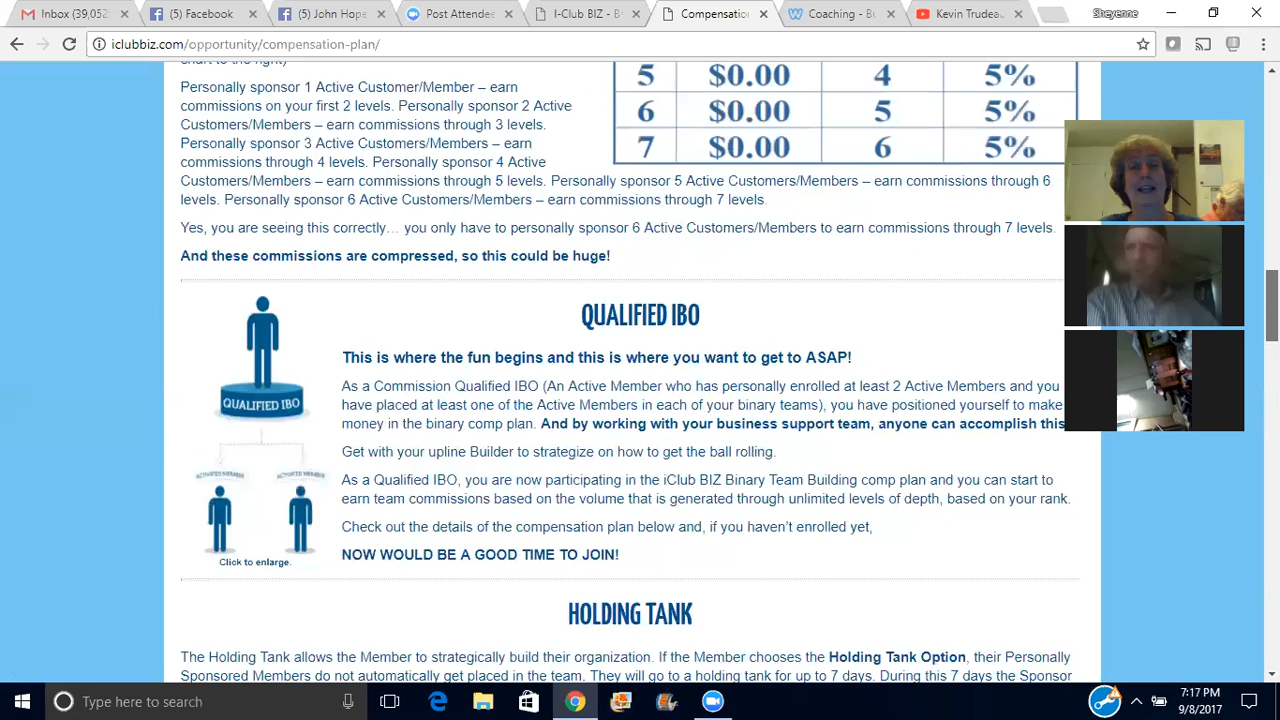 Inbox (39,052
(5) Facebook
(5) John Hope
Post Attendee
I-Club BIZ - B
Compensation
Coaching - Bu
Kevin Trudeau
Sheyenne
iclubbiz.com/opportunity/compensation-plan/
chart to the right)
Personally sponsor 1 Active Customer/Member – earn
commissions on your first 2 levels. Personally sponsor 2 Active
Customers/Members – earn commissions through 3 levels.
Personally sponsor 3 Active Customers/Members – earn
commissions through 4 levels. Personally sponsor 4 Active
Customers/Members – earn commissions through 5 levels. Personally sponsor 5 Active Customers/Members – earn commissions through 6
levels. Personally sponsor 6 Active Customers/Members – earn commissions through 7 levels.
5 $0.00 4 5%
6 $0.00 5 5%
7 $0.00 6 5%
Yes, you are seeing this correctly… you only have to personally sponsor 6 Active Customers/Members to earn commissions through 7 levels.
And these commissions are compressed, so this could be huge!
QUALIFIED IBO
QUALIFIED IBO
ACTIVATED MEMBER
ACTIVATED MEMBER
Click to enlarge.
This is where the fun begins and this is where you want to get to ASAP!
As a Commission Qualified IBO (An Active Member who has personally enrolled at least 2 Active Members and you
have placed at least one of the Active Members in each of your binary teams), you have positioned yourself to make
money in the binary comp plan. And by working with your business support team, anyone can accomplish this
Get with your upline Builder to strategize on how to get the ball rolling.
As a Qualified IBO, you are now participating in the iClub BIZ Binary Team Building comp plan and you can start to
earn team commissions based on the volume that is generated through unlimited levels of depth, based on your rank.
Check out the details of the compensation plan below and, if you haven't enrolled yet,
NOW WOULD BE A GOOD TIME TO JOIN!
HOLDING TANK
The Holding Tank allows the Member to strategically build their organization. If the Member chooses the Holding Tank Option, their Personally
Sponsored Members do not automatically get placed in the team. They will go to a holding tank for up to 7 days. During this 7 days the Sponsor
Type here to search
7:17 PM
9/8/2017